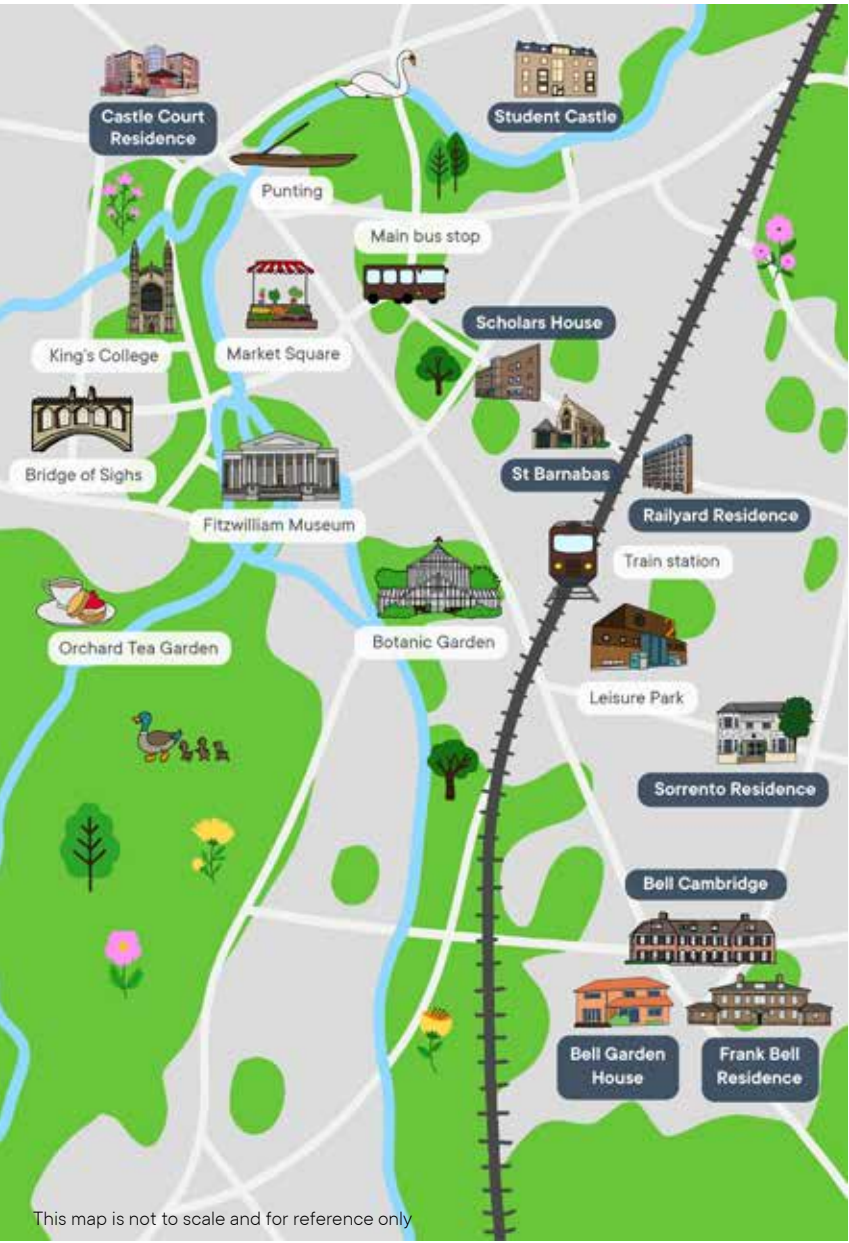 Castle Court
Residence
Student Castle
Punting
Main bus stop
Scholars House
King's College
Market Square
Bridge of Sighs
St Barnabas
Railyard Residence
Fitzwilliam Museum
Train station
Orchard Tea Garden
Botanic Garden
Leisure Park
Sorrento Residence
Bell Cambridge
Bell Garden
House
Frank Bell
Residence
This map is not to scale and for reference only